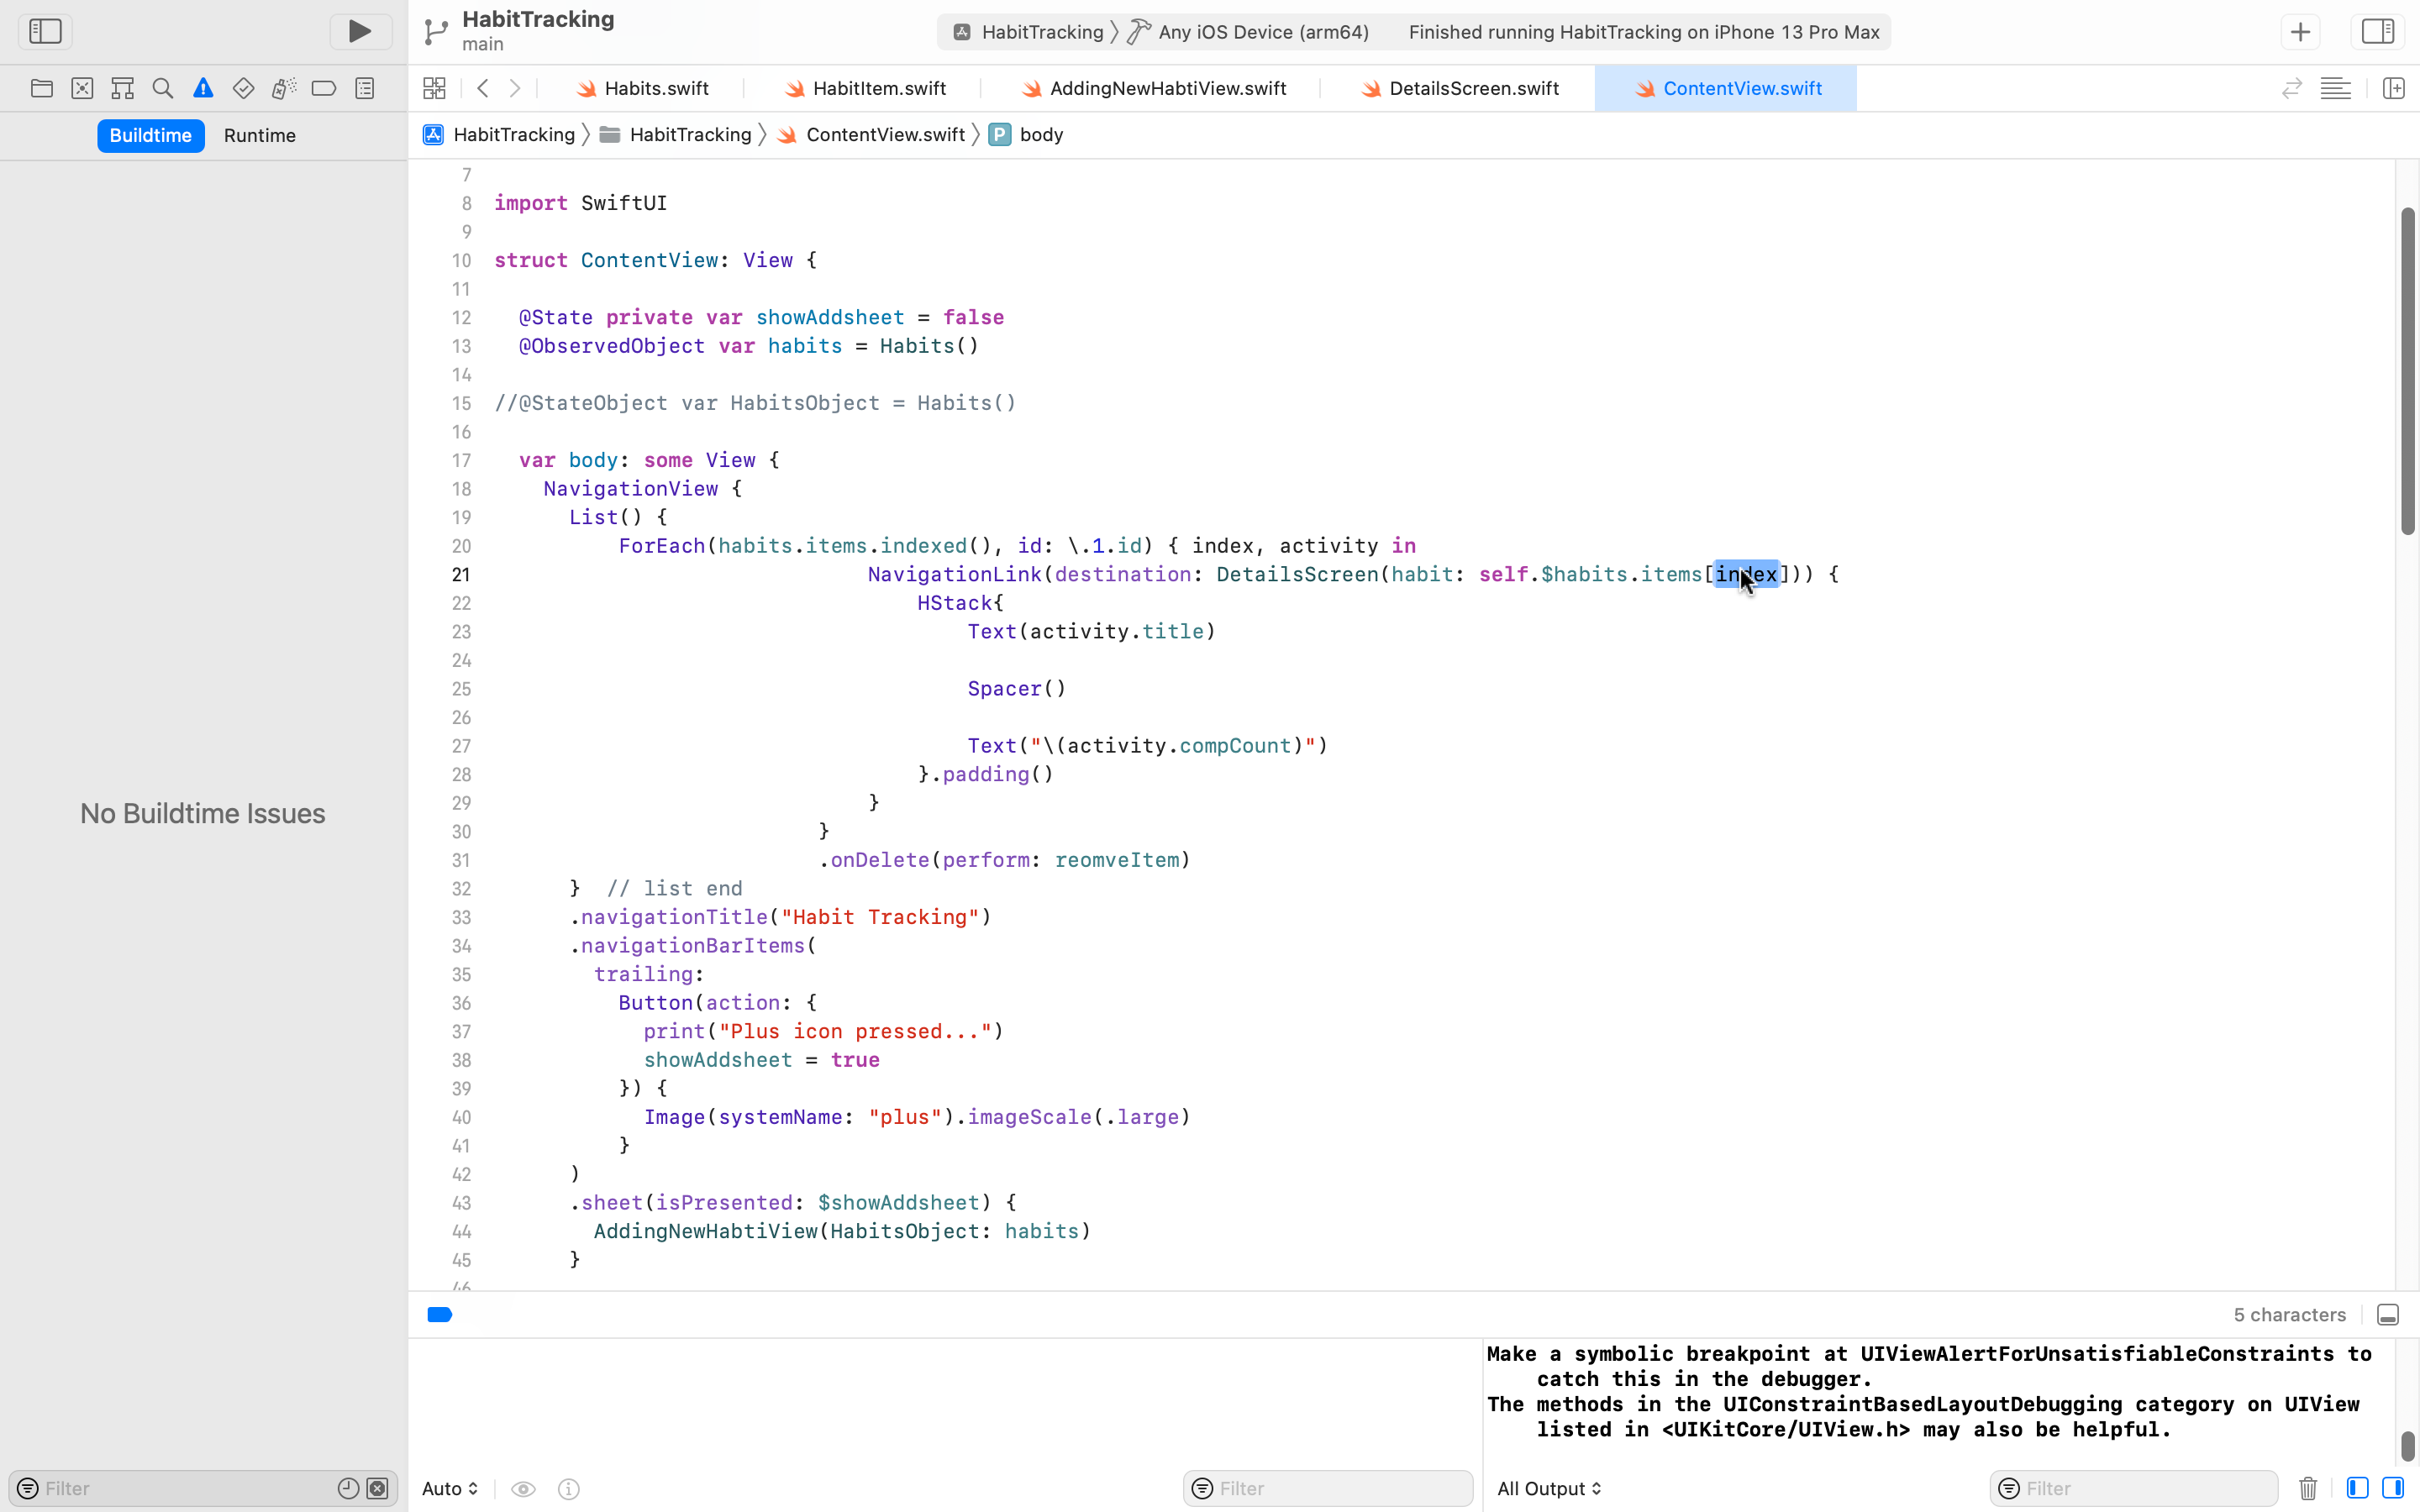 HabitTracking
main
HabitTracking 〉 Any iOS Device (arm64)
Finished running HabitTracking on iPhone 13 Pro Max
Habits.swift
HabitItem.swift
AddingNewHabtiView.swift
DetailsScreen.swift
ContentView.swift
Buildtime
Runtime
HabitTracking 〉 HabitTracking 〉 ContentView.swift 〉 P body
No Buildtime Issues
7
8 import SwiftUI
9
10 struct ContentView: View {
11
12 @State private var showAddsheet = false
13 @ObservedObject var habits = Habits()
14
15 //@StateObject var HabitsObject = Habits()
16
17 var body: some View {
18 NavigationView {
19 List() {
20 ForEach(habits.items.indexed(), id: \.1.id) { index, activity in
21 NavigationLink(destination: DetailsScreen(habit: self.$habits.items[index])) {
22 HStack{
23 Text(activity.title)
24
25 Spacer()
26
27 Text("\(activity.compCount)")
28 }.padding()
29 }
30 }
31 .onDelete(perform: reomveItem)
32 } // list end
33 .navigationTitle("Habit Tracking")
34 .navigationBarItems(
35 trailing:
36 Button(action: {
37 print("Plus icon pressed...")
38 showAddsheet = true
39 }) {
40 Image(systemName: "plus").imageScale(.large)
41 }
42 )
43 .sheet(isPresented: $showAddsheet) {
44 AddingNewHabtiView(HabitsObject: habits)
45 }
46
5 characters
Make a symbolic breakpoint at UIViewAlertForUnsatisfiableConstraints to
catch this in the debugger.
The methods in the UIConstraintBasedLayoutDebugging category on UIView
listed in <UIKitCore/UIView.h> may also be helpful.
Filter
Auto
Filter
All Output
Filter